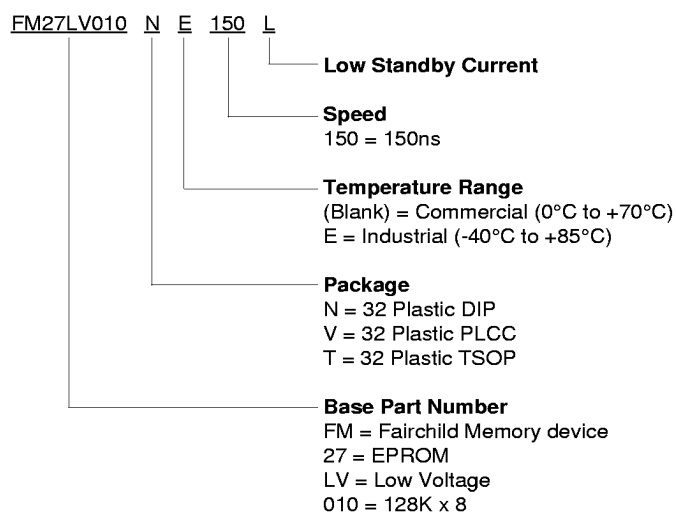 FM27LV010 N E 150 L
Low Standby Current
Speed
150 = 150ns
Temperature Range
(Blank) = Commercial (0°C to +70°C)
E = Industrial (-40°C to +85°C)
Package
N = 32 Plastic DIP
V = 32 Plastic PLCC
T = 32 Plastic TSOP
Base Part Number
FM = Fairchild Memory device
27 = EPROM
LV = Low Voltage
010 = 128K x 8